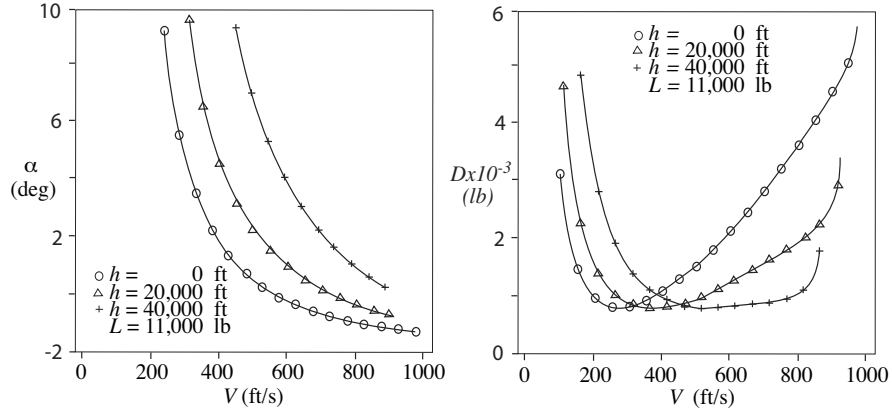 10
α
(deg)
6
2
-2
0
200
400
600
800
1000
V (ft/s)
h = 0 ft
h = 20,000 ft
h = 40,000 ft
L = 11,000 lb
6
4
Dx10⁻³
(lb)
2
0
0
200
400
600
800
1000
V (ft/s)
h = 0 ft
h = 20,000 ft
h = 40,000 ft
L = 11,000 lb